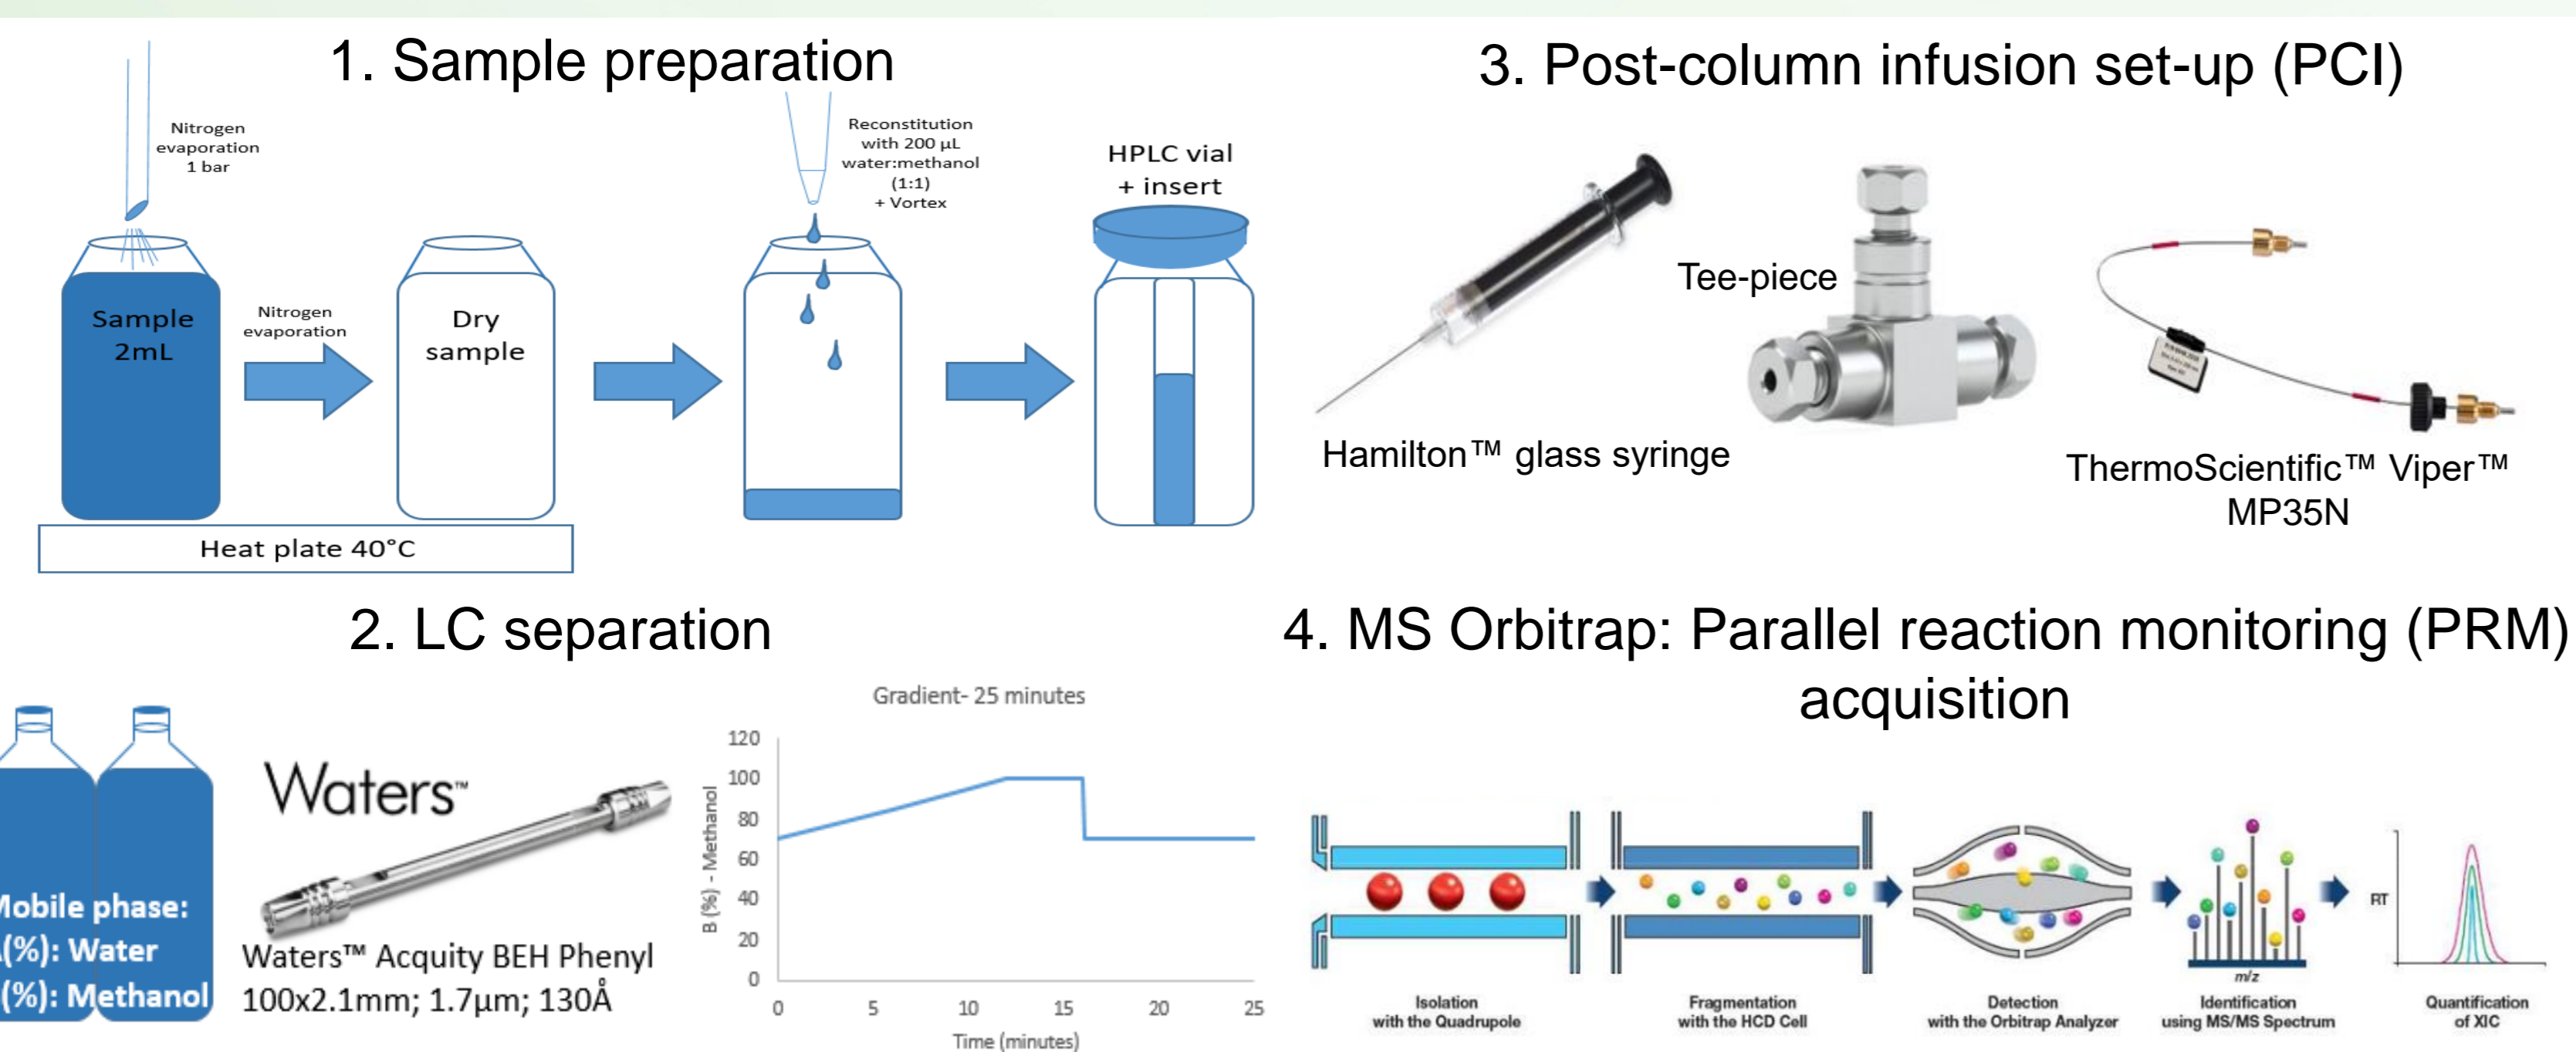 1. Sample preparation
Nitrogen
evaporation
1 bar
Reconstitution
with 200 µL
water:methanol
(1:1)
+ Vortex
HPLC vial
+ insert
Sample
2mL
Nitrogen
evaporation
Dry
sample
Heat plate 40°C
3. Post-column infusion set-up (PCI)
Tee-piece
Hamilton™ glass syringe
ThermoScientific™ Viper™
MP35N
2. LC separation
Mobile phase:
(%): Water
(%): Methanol
Waters™
Waters™ Acquity BEH Phenyl
100x2.1mm; 1.7µm; 130Å
Gradient- 25 minutes
B (%) - Methanol
120
100
80
60
40
20
0
0 5 10 15 20 25
Time (minutes)
4. MS Orbitrap: Parallel reaction monitoring (PRM)
acquisition
m/z
RT
Isolation
with the Quadrupole
Fragmentation
with the HCD Cell
Detection
with the Orbitrap Analyzer
Identification
using MS/MS Spectrum
Quantification
of XIC